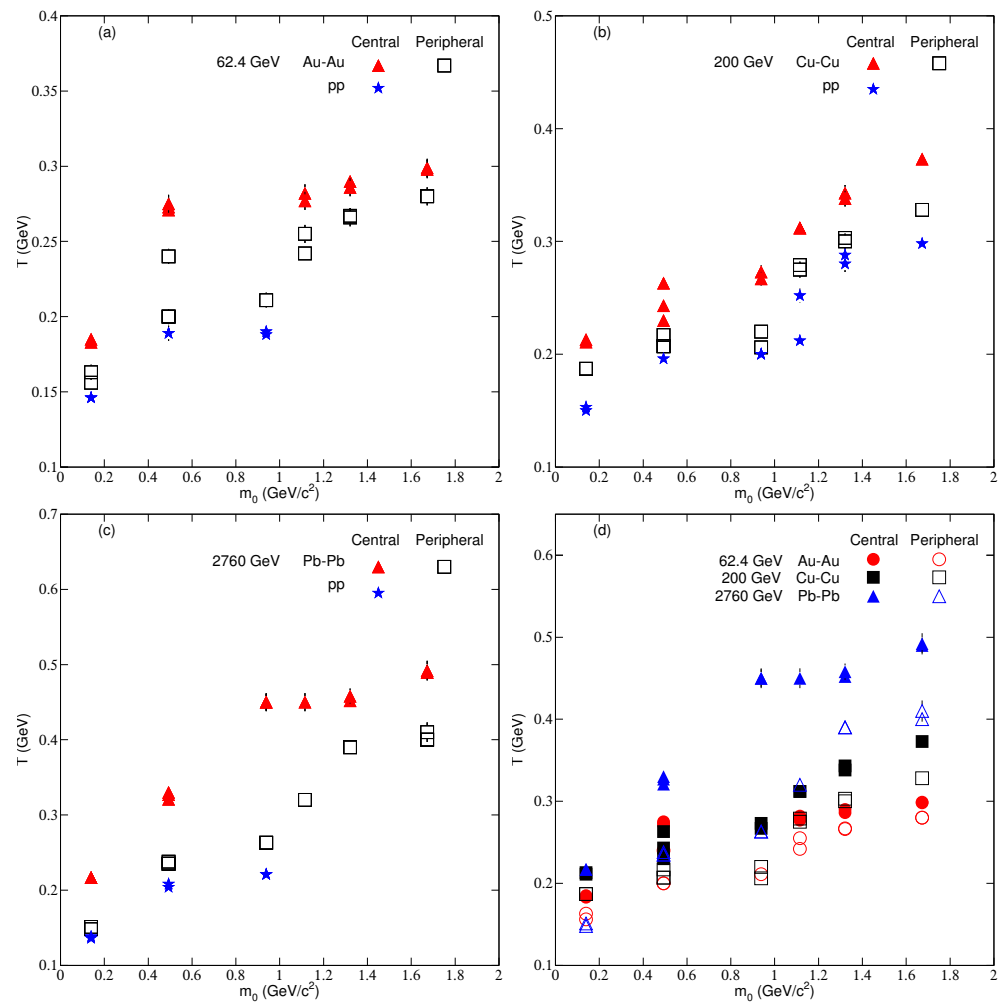 (a)
Central Peripheral
62.4 GeV Au-Au
pp
T (GeV)
0.4
0.35
0.3
0.25
0.2
0.15
0.1
0 0.2 0.4 0.6 0.8 1 1.2 1.4 1.6 1.8 2
m0 (GeV/c2)
(b)
Central Peripheral
200 GeV Cu-Cu
pp
T (GeV)
0.5
0.4
0.3
0.2
0.1
0 0.2 0.4 0.6 0.8 1 1.2 1.4 1.6 1.8 2
m0 (GeV/c2)
(c)
Central Peripheral
2760 GeV Pb-Pb
pp
T (GeV)
0.7
0.6
0.5
0.4
0.3
0.2
0.1
0 0.2 0.4 0.6 0.8 1 1.2 1.4 1.6 1.8 2
m0 (GeV/c2)
(d)
Central Peripheral
62.4 GeV Au-Au
200 GeV Cu-Cu
2760 GeV Pb-Pb
T (GeV)
0.6
0.5
0.4
0.3
0.2
0.1
0 0.2 0.4 0.6 0.8 1 1.2 1.4 1.6 1.8 2
m0 (GeV/c2)